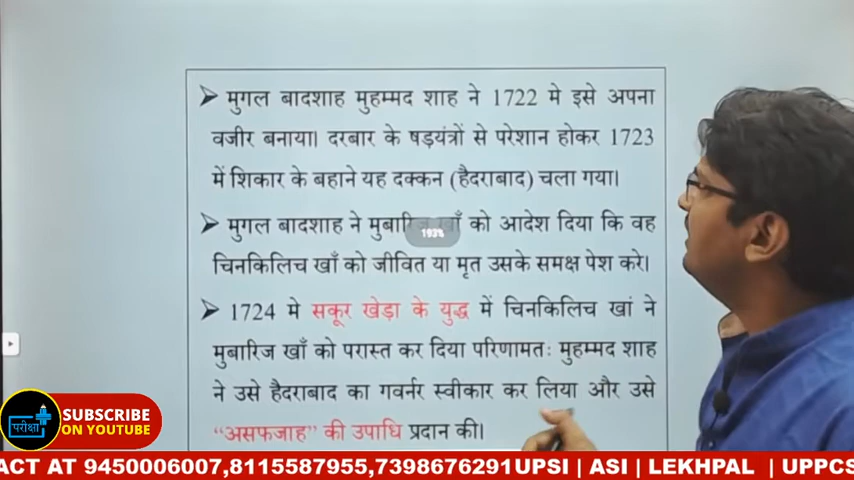 ➤ मुगल बादशाह मुहम्मद शाह ने 1722 मे इसे अपना
वजीर बनाया। दरबार के षड़यंत्रों से परेशान होकर 1723
में शिकार के बहाने यह दक्कन (हैदराबाद) चला गया।
➤ मुगल बादशाह ने मुबारिज खाँ को आदेश दिया कि वह
193%
चिनकिलिच खाँ को जीवित या मृत उसके समक्ष पेश करे।
➤ 1724 मे सकूर खेड़ा के युद्ध में चिनकिलिच खां ने
मुबारिज खाँ को परास्त कर दिया परिणामतः मुहम्मद शाह
ने उसे हैदराबाद का गवर्नर स्वीकार कर लिया और उसे
“असफजाह” की उपाधि प्रदान की।
परीक्षा
SUBSCRIBE
ON YOUTUBE
ACT AT 9450006007,8115587955,7398676291UPSI | ASI | LEKHPAL | UPPCS